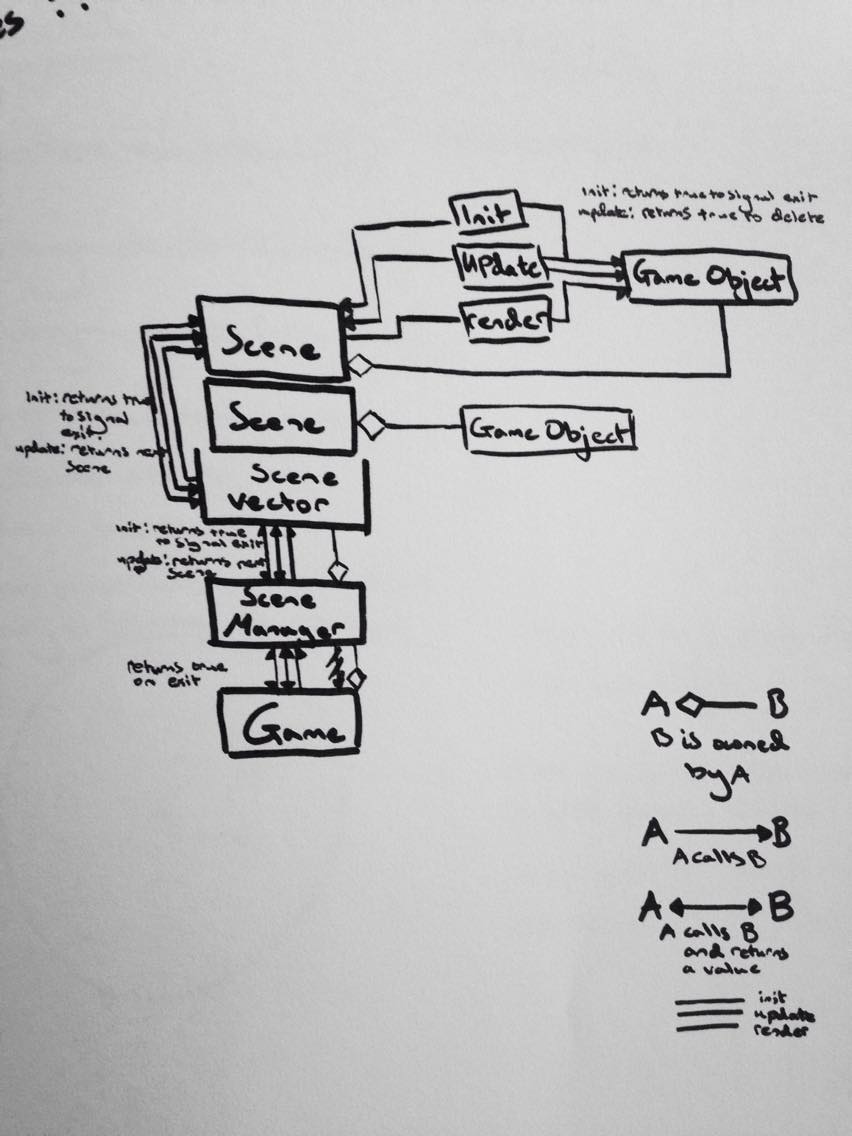 Init
init: returns true to signal exit
update: returns true to delete
update
Game Object
render
Scene
Scene
Game Object
init: returns true
to signal
exit.
update: returns next
Scene
Scene
Vector
init: returns true
to signal exit
update: returns next
Scene
Scene
Manager
returns true
on exit
Game
A B
B is owned
by A
A B
A calls B
A B
A calls B
and returns
a value
init
update
render